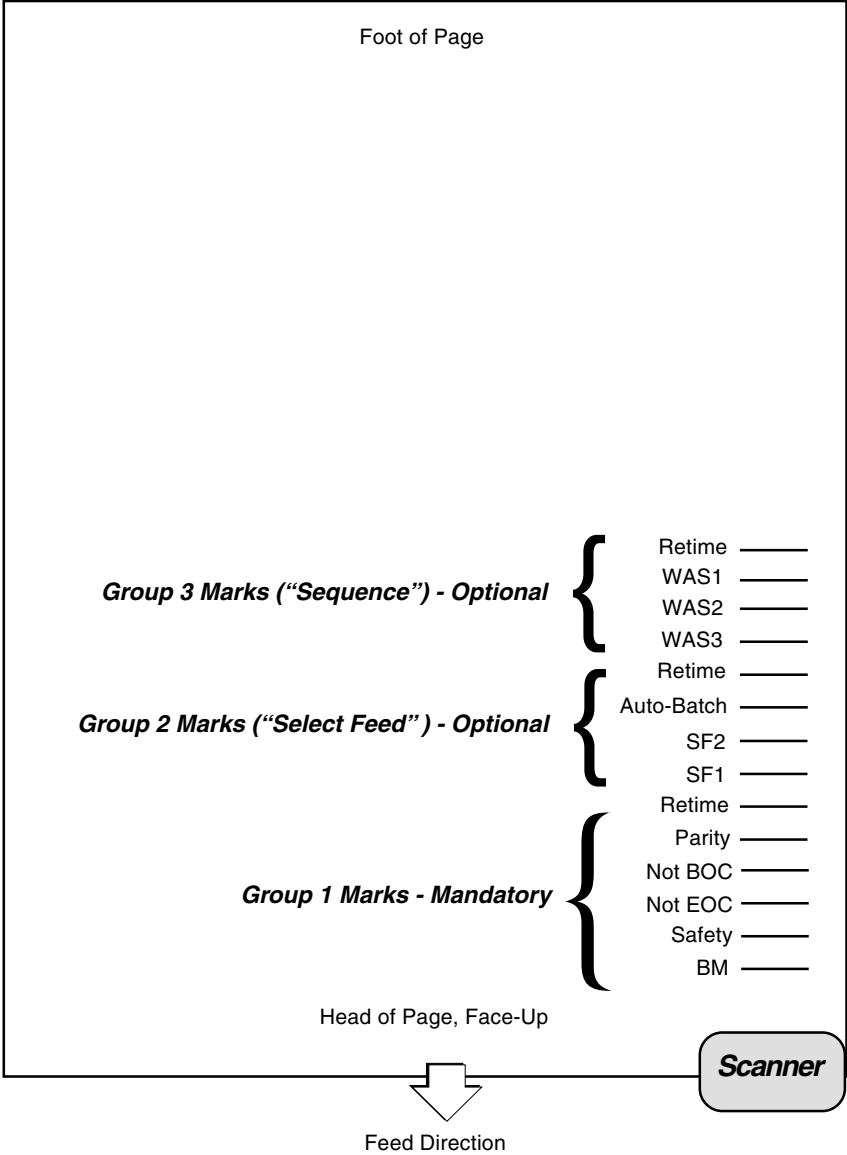 Foot of Page
Retime
WAS1
Group 3 Marks (“Sequence”) - Optional
WAS2
WAS3
Retime
Auto-Batch
Group 2 Marks (“Select Feed” ) - Optional
SF2
SF1
Retime
Parity
Not BOC
Group 1 Marks - Mandatory
Not EOC
Safety
BM
Head of Page, Face-Up
Scanner
Feed Direction